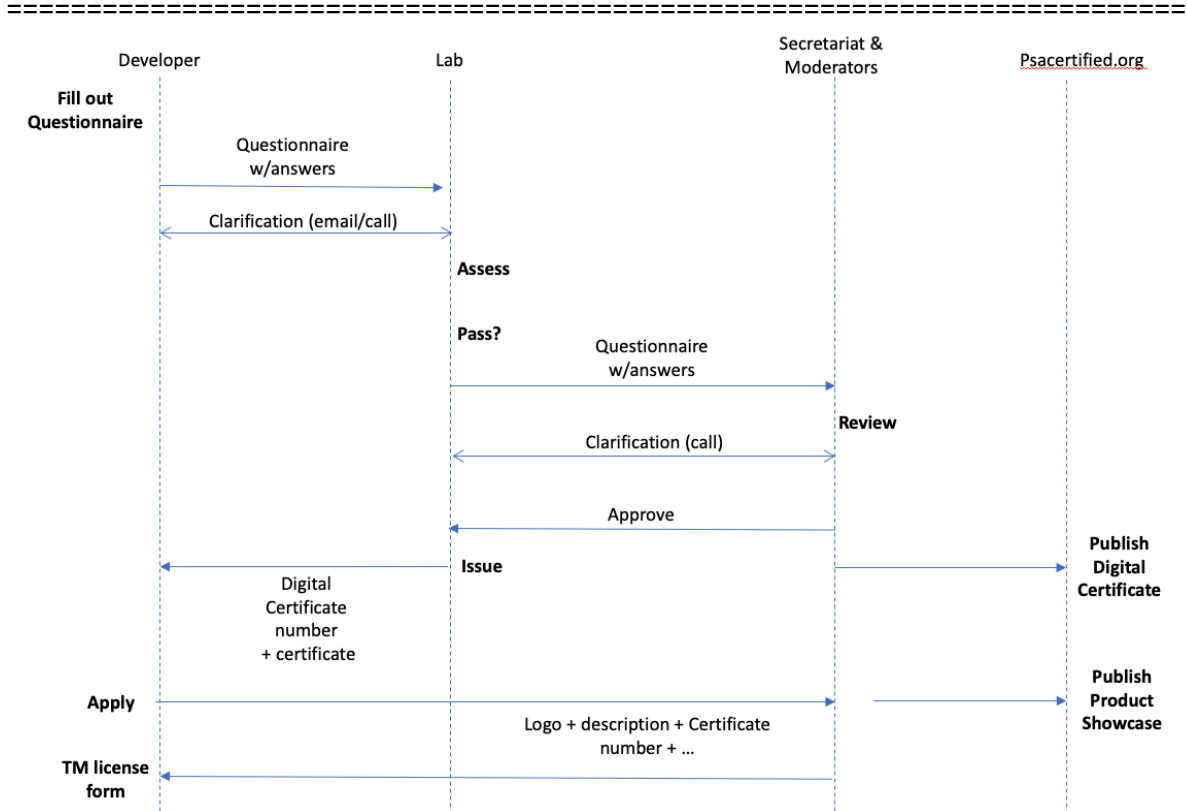 Developer
Lab
Secretariat &
Moderators
Psacertified.org
Fill out
Questionnaire
Questionnaire
w/answers
Clarification (email/call)
Assess
Pass?
Questionnaire
w/answers
Review
Clarification (call)
Approve
Publish
Digital
Certificate
Issue
Digital
Certificate
number
+ certificate
Apply
Publish
Product
Showcase
Logo + description + Certificate
number + ...
TM license
form